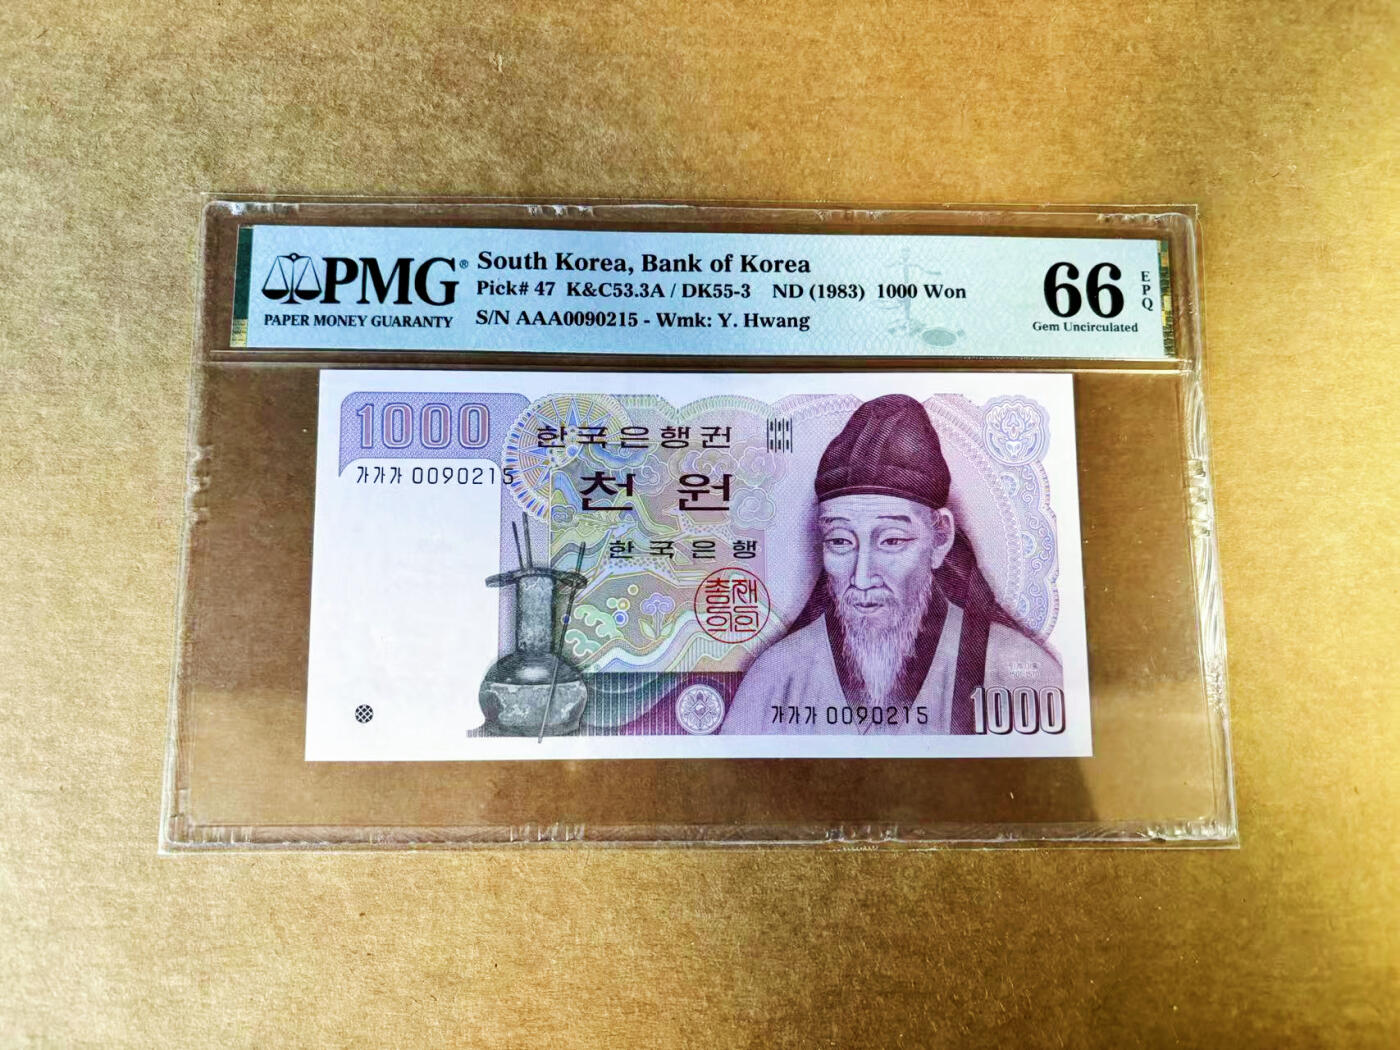 PMG®
PAPER MONEY GUARANTY
South Korea, Bank of Korea
Pick# 47 K&C53.3A / DK55-3 ND (1983) 1000 Won
S/N AAA0090215 - Wmk: Y. Hwang
66
EPQ
Gem Uncirculated
1000
한국은행권
가가가 0090215
천 원
한국은행
총재의인
가가가 0090215
1000